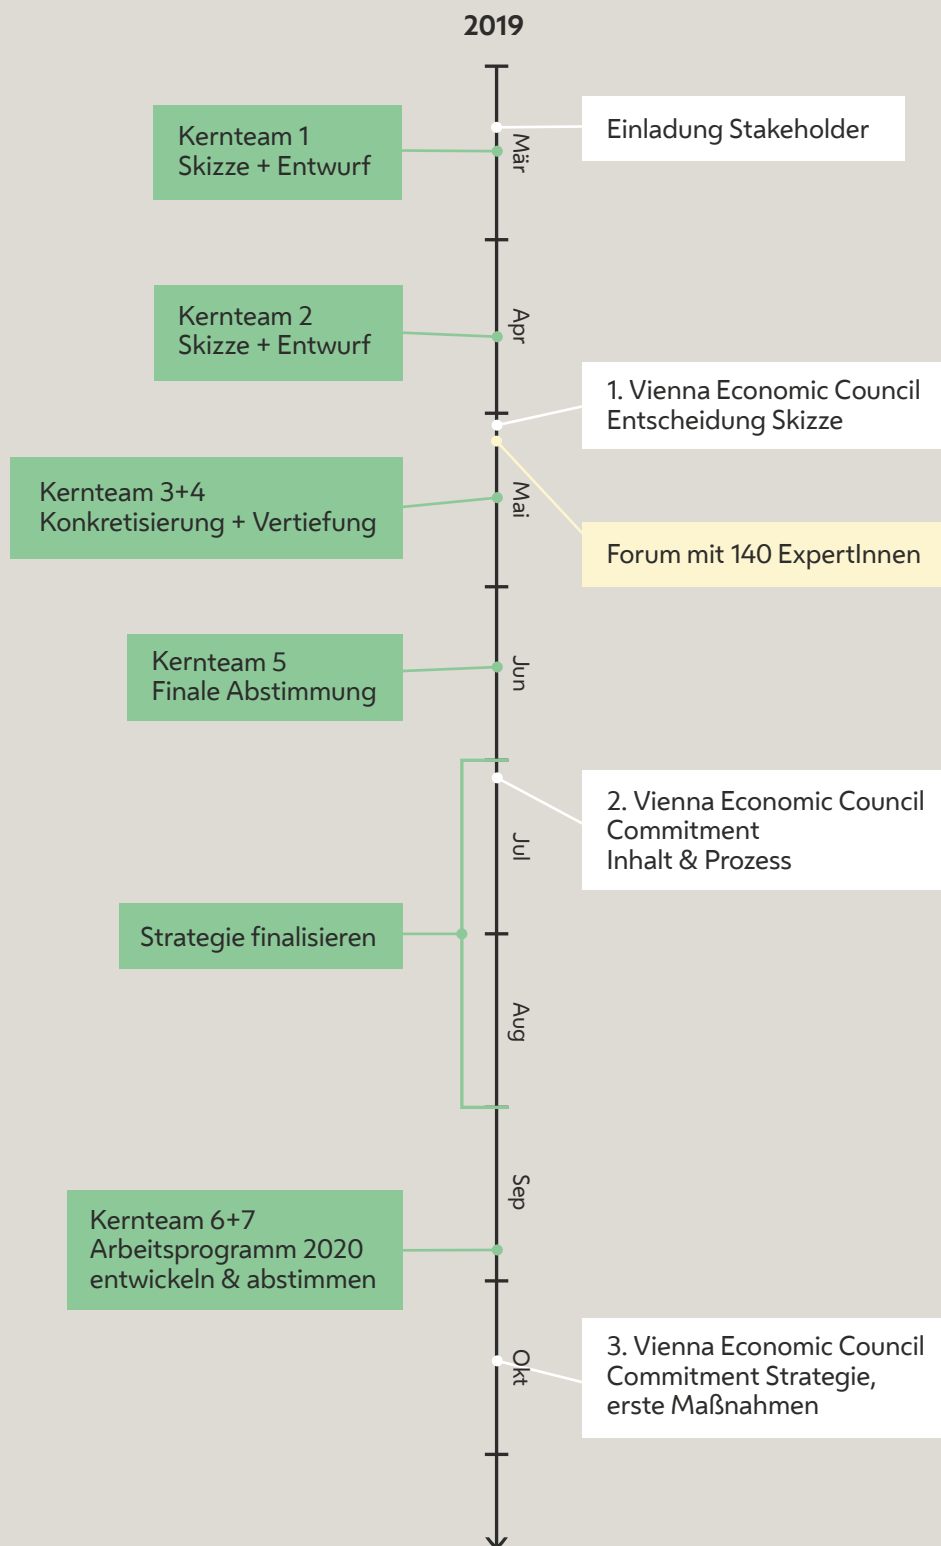 2019
Einladung Stakeholder
Kernteam 1
Skizze + Entwurf
Mär
Kernteam 2
Skizze + Entwurf
Apr
1. Vienna Economic Council
Entscheidung Skizze
Kernteam 3+4
Konkretisierung + Vertiefung
Mai
Forum mit 140 ExpertInnen
Kernteam 5
Finale Abstimmung
Jun
2. Vienna Economic Council
Commitment
Inhalt & Prozess
Jul
Strategie finalisieren
Aug
Sep
Kernteam 6+7
Arbeitsprogramm 2020
entwickeln & abstimmen
Okt
3. Vienna Economic Council
Commitment Strategie,
erste Maßnahmen